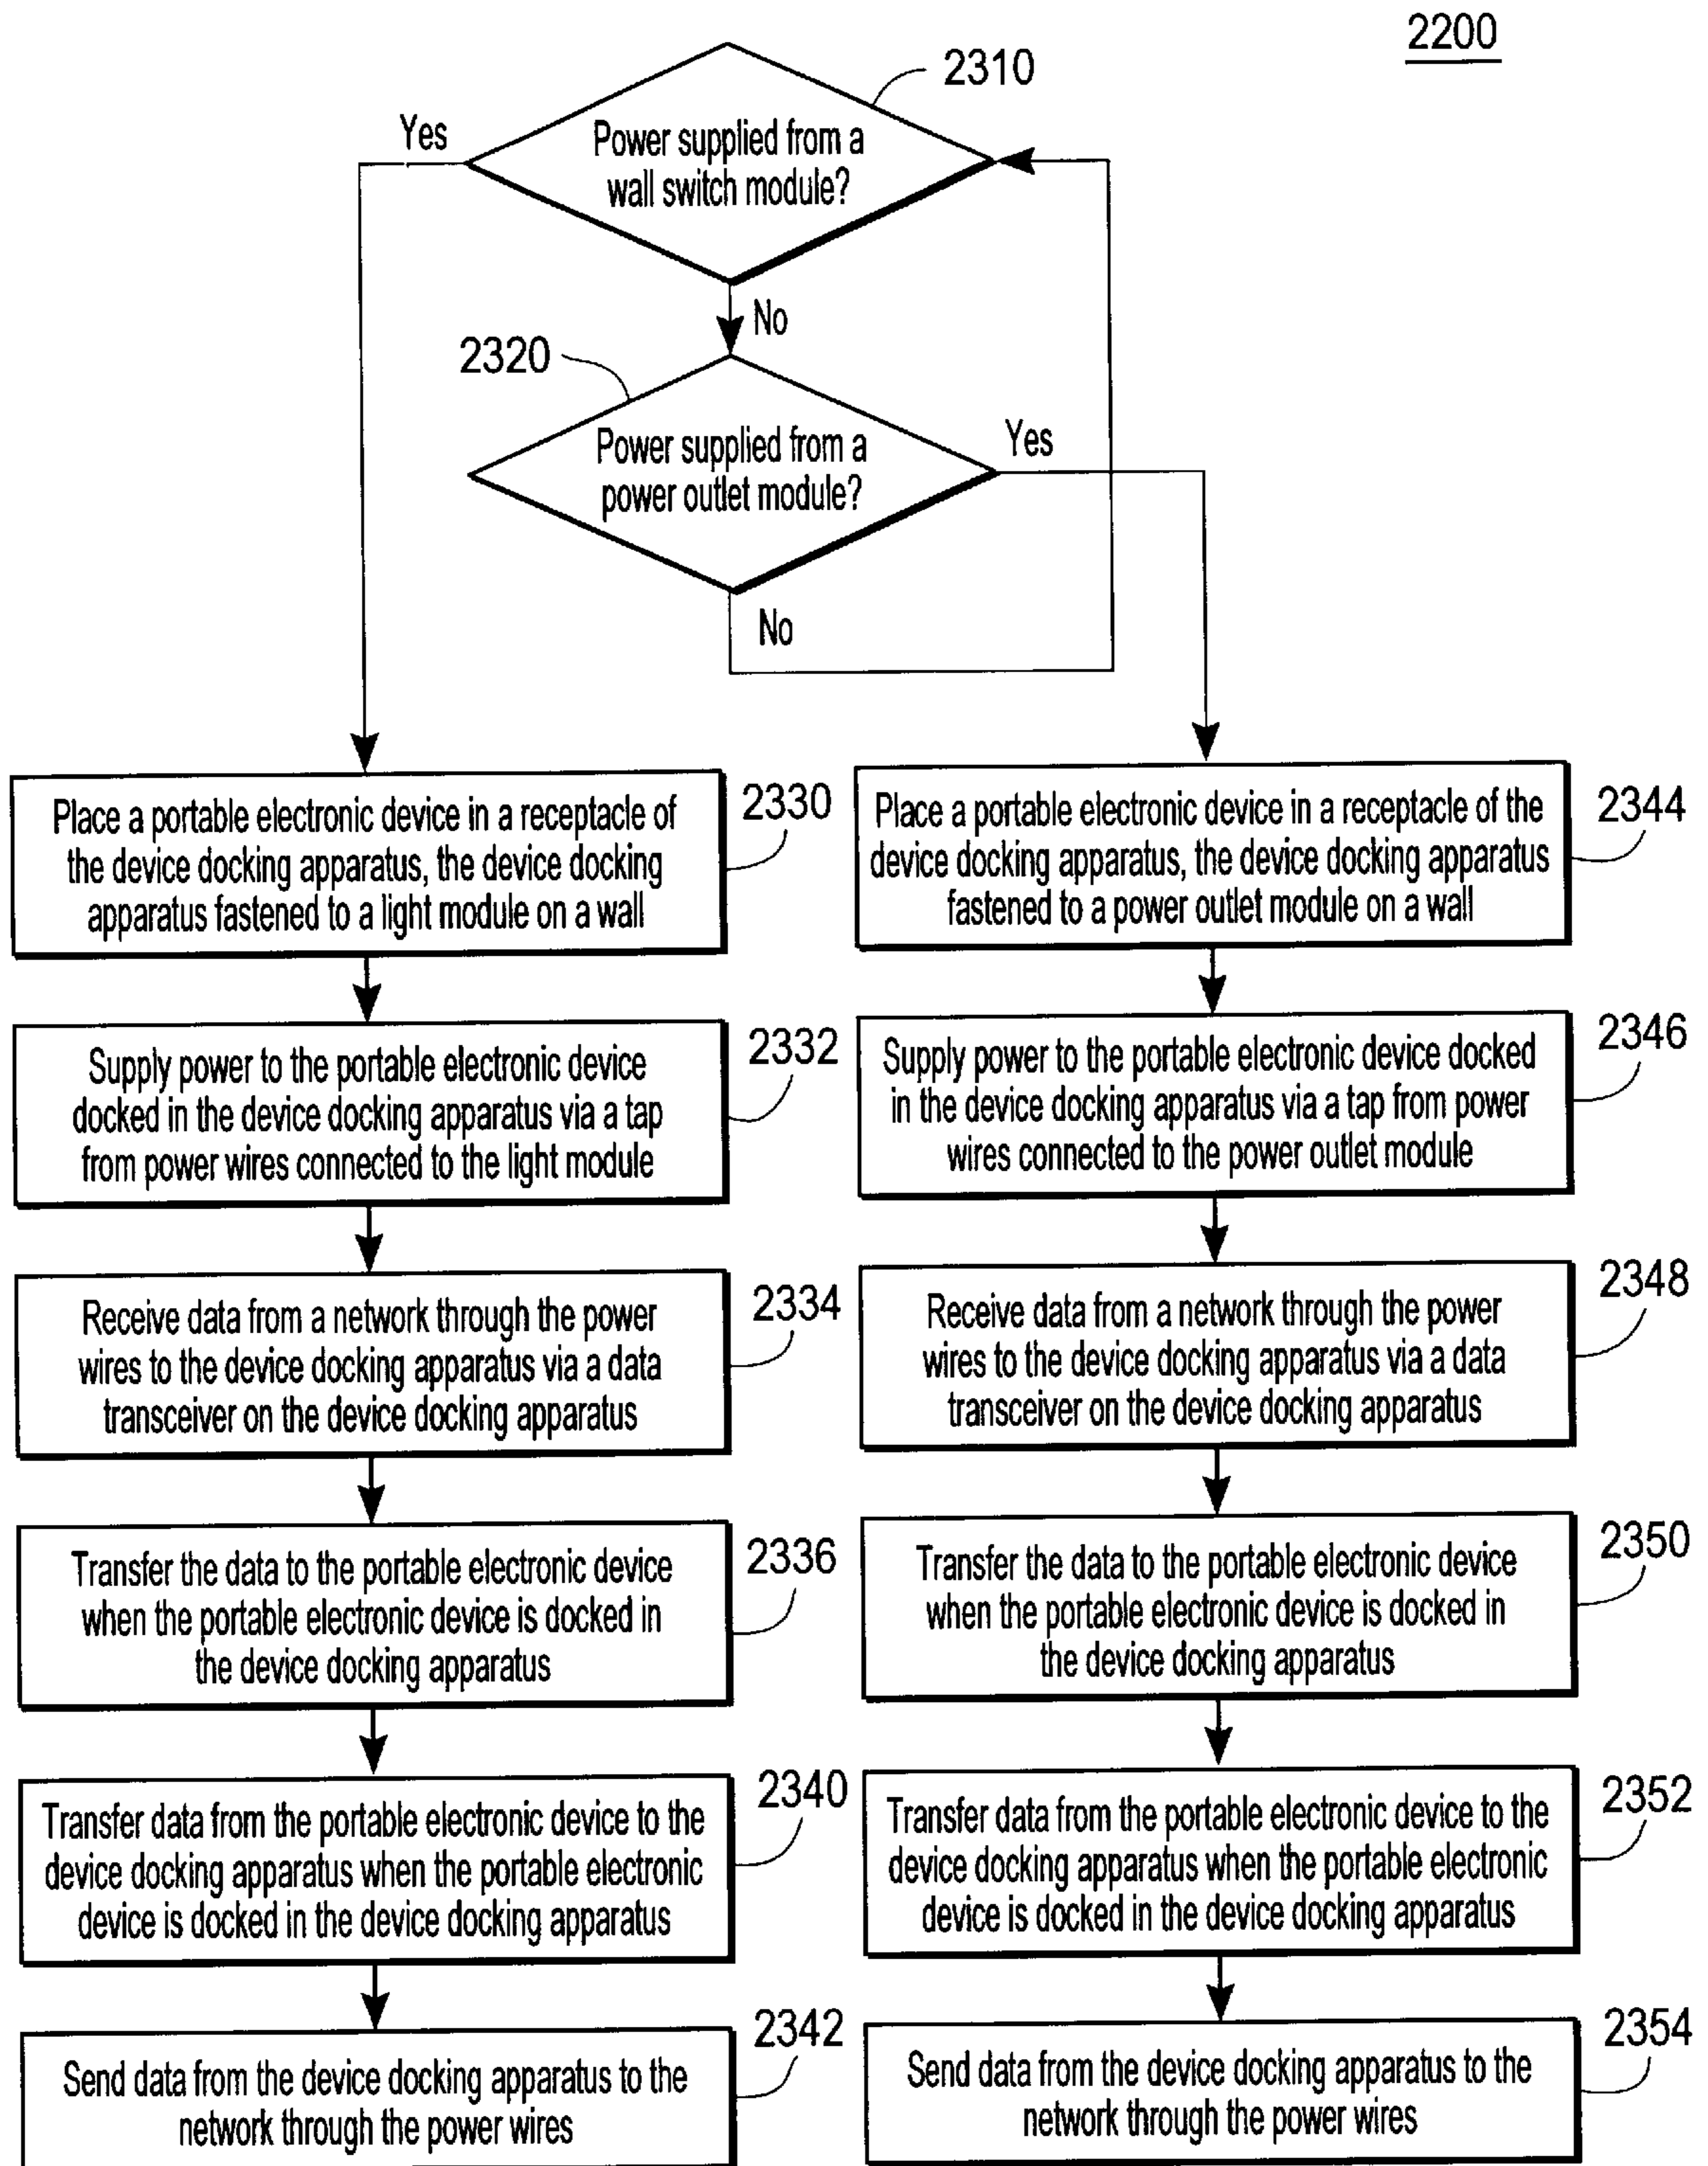 2200
2310
Yes
Power supplied from a
wall switch module?
No
2320
Power supplied from a
power outlet module?
Yes
No
Place a portable electronic device in a receptacle of
the device docking apparatus, the device docking
apparatus fastened to a light module on a wall
2330
Supply power to the portable electronic device
docked in the device docking apparatus via a tap
from power wires connected to the light module
2332
Receive data from a network through the power
wires to the device docking apparatus via a data
transceiver on the device docking apparatus
2334
Transfer the data to the portable electronic device
when the portable electronic device is docked in
the device docking apparatus
2336
Transfer data from the portable electronic device to the
device docking apparatus when the portable electronic
device is docked in the device docking apparatus
2340
Send data from the device docking apparatus to the
network through the power wires
2342
Place a portable electronic device in a receptacle of the
device docking apparatus, the device docking apparatus
fastened to a power outlet module on a wall
2344
Supply power to the portable electronic device docked
in the device docking apparatus via a tap from power
wires connected to the power outlet module
2346
Receive data from a network through the power
wires to the device docking apparatus via a data
transceiver on the device docking apparatus
2348
Transfer the data to the portable electronic device
when the portable electronic device is docked in
the device docking apparatus
2350
Transfer data from the portable electronic device to the
device docking apparatus when the portable electronic
device is docked in the device docking apparatus
2352
Send data from the device docking apparatus to the
network through the power wires
2354